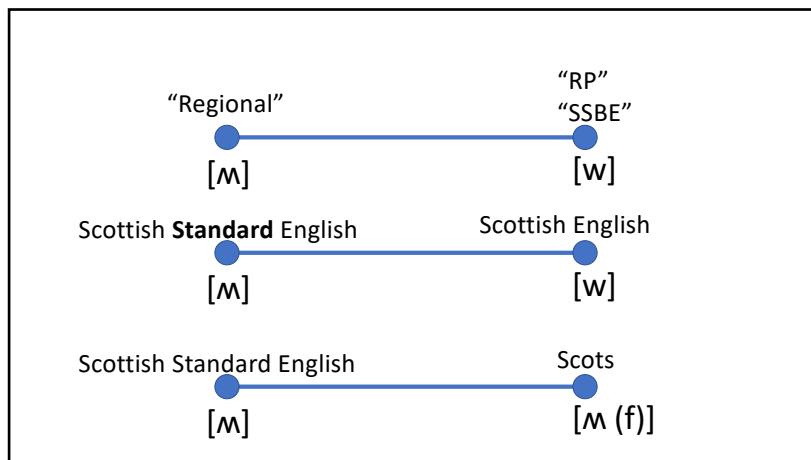 “RP”
“Regional” “SSBE”
[ʍ] [w]
Scottish Standard English Scottish English
[ʍ] [w]
Scottish Standard English Scots
[ʍ] [ʍ (f)]